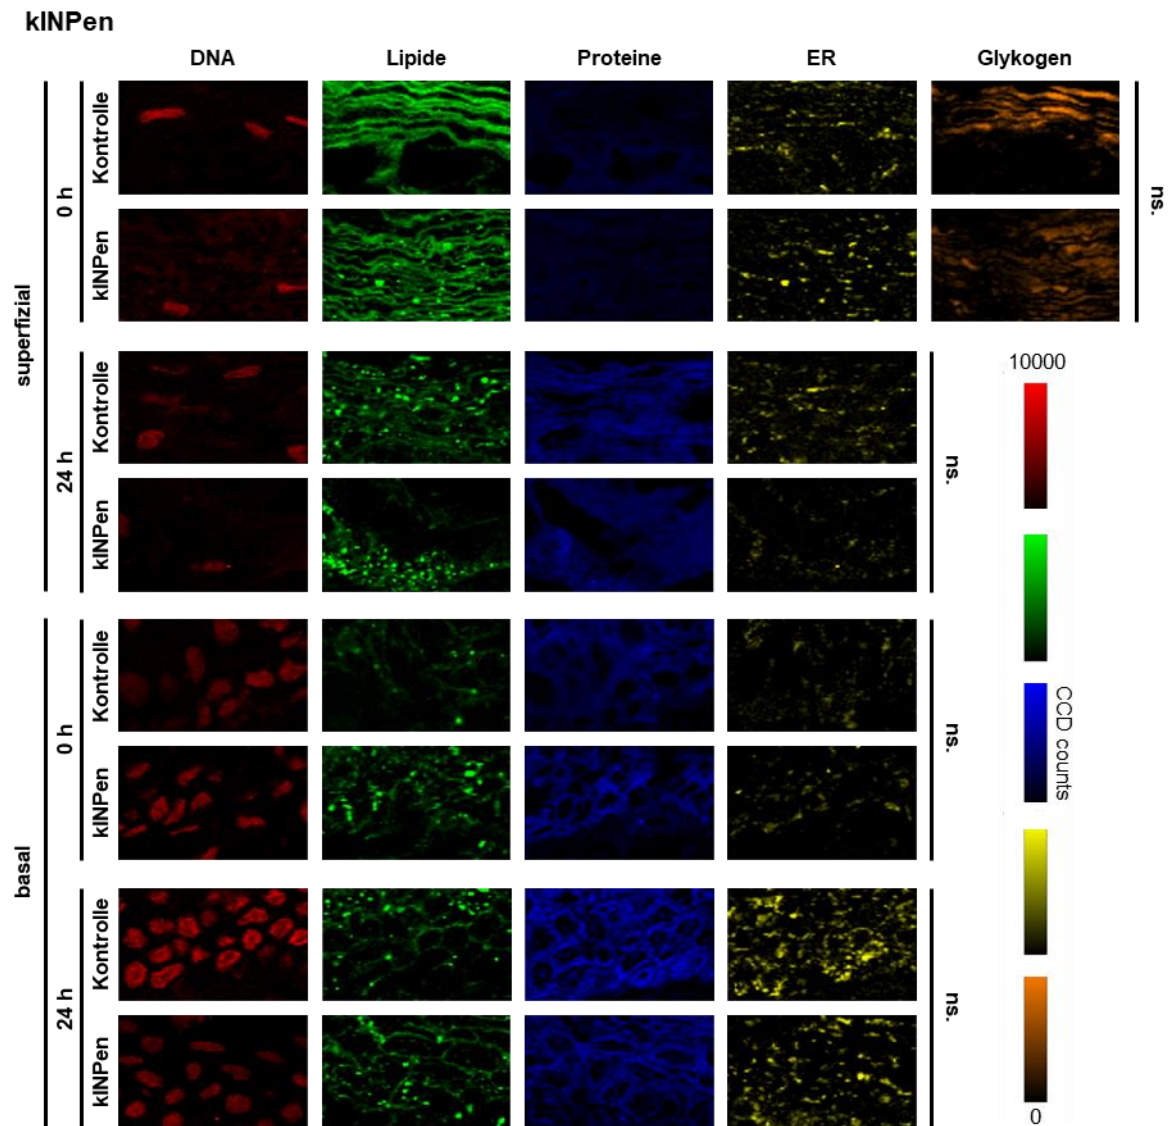 kINPen
DNA
Lipide
Proteine
ER
Glykogen
superfizial
0 h
Kontrolle
kINPen
ns.
24 h
Kontrolle
kINPen
ns.
basal
0 h
Kontrolle
kINPen
ns.
24 h
Kontrolle
kINPen
ns.
10000
CCD counts
0